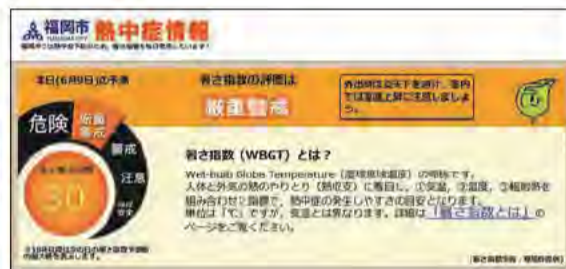 福岡市 熱中症情報
本日(6月9日)の予測
暑さ指数の評価は
厳重警戒
外出時は炎天下を避け、室内
では室温上昇に注意しましょ
う。
危険
厳重
警戒
警戒
注意
ほぼ
安全
30
暑さ指数（WBGT）とは？
Wet-bulb Globe Temperature（湿球黒球温度）の略称です。
人体と外気の熱のやりとり（熱収支）に着目し、①気温、②湿度、③輻射熱を
組み合わせた指標で、熱中症の発生しやすさの目安となります。
単位は「℃」ですが、気温とは異なります。詳細は「暑さ指数とは」の
ページをご覧ください。